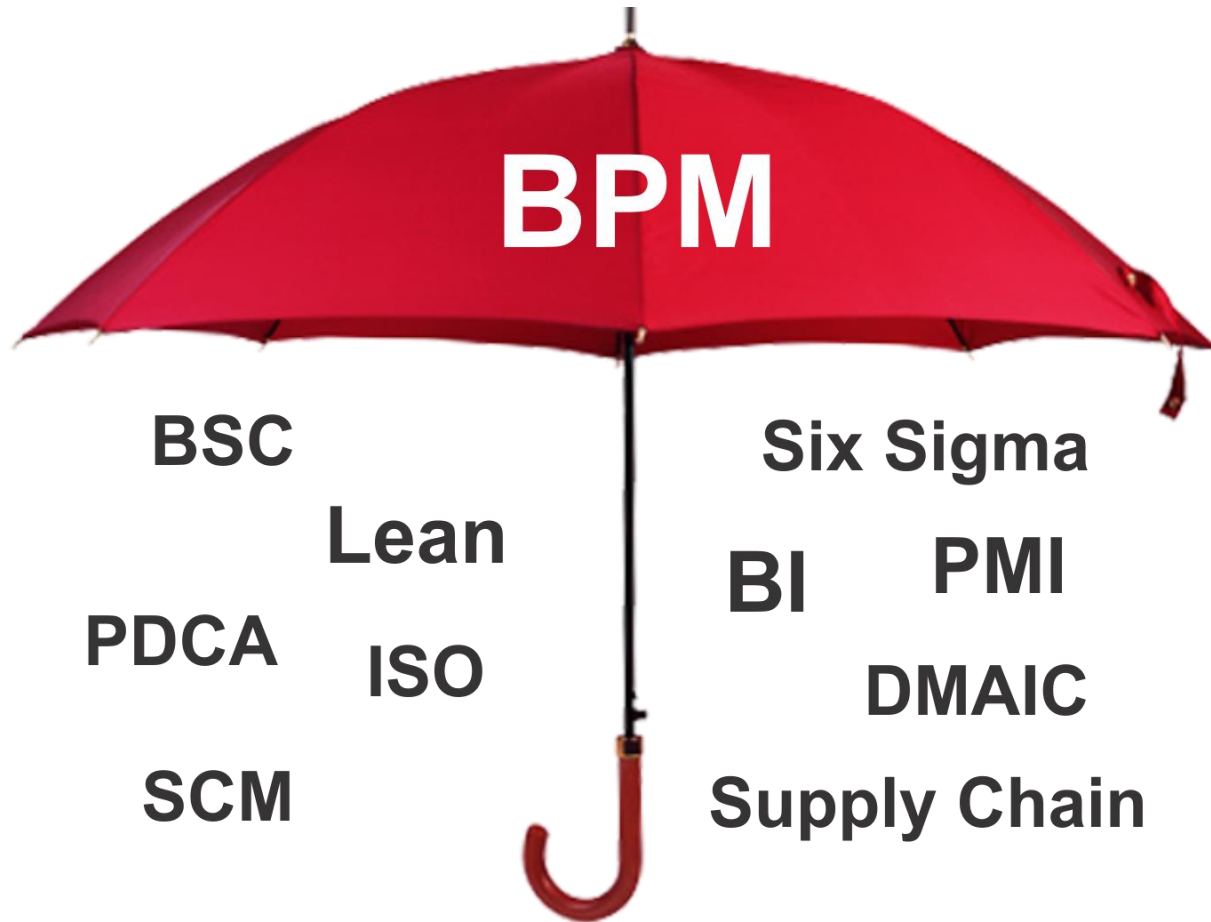 BPM
BSC
Lean
PDCA
ISO
SCM
Six Sigma
BI
PMI
DMAIC
Supply Chain